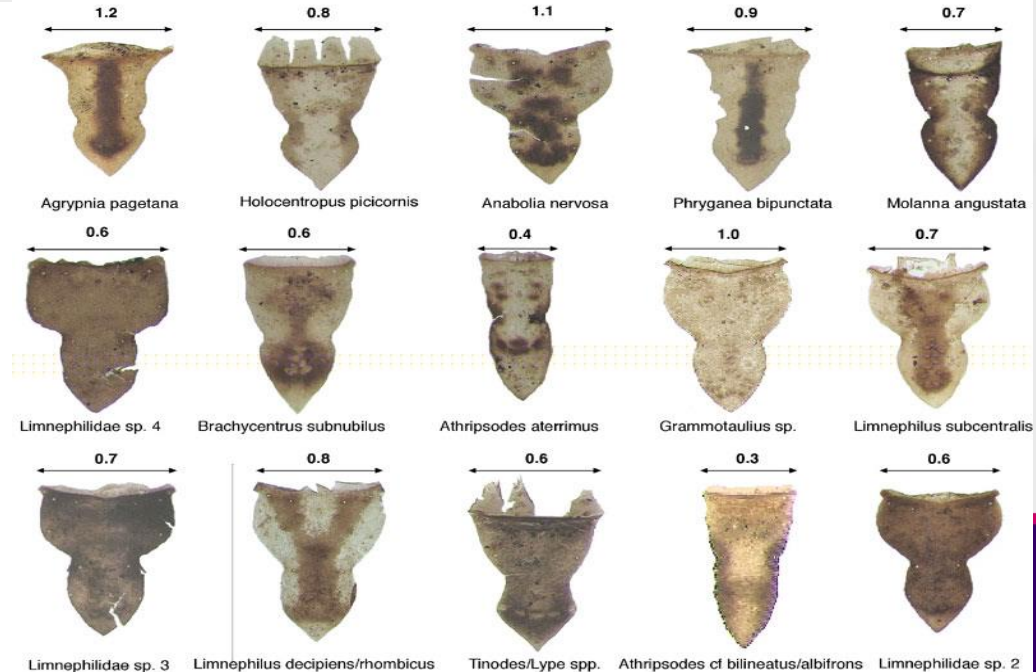 1.2 0.8 1.1 0.9 0.7
Agrypnia pagetana Holocentropus picicornis Anabolia nervosa Phryganea bipunctata Molanna angustata
0.6 0.6 0.4 1.0 0.7
Limnephilidae sp. 4 Brachycentrus subnubilus Athripsodes aterrimus Grammotaulius sp. Limnephilus subcentralis
0.7 0.8 0.6 0.3 0.6
Limnephilidae sp. 3 Limnephilus decipiens/rhombicus Tinodes/Lype spp. Athripsodes cf bilineatus/albifrons Limnephilidae sp. 2